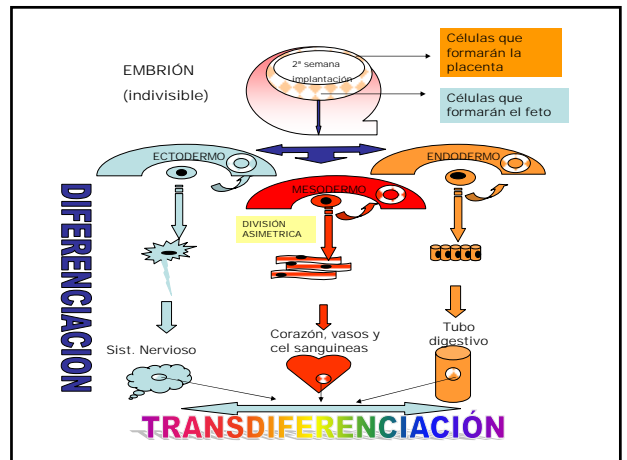 EMBRIÓN
(indivisible)
2ª semana
implantación
Células que
formarán la
placenta
Células que
formarán el feto
ECTODERMO
MESODERMO
ENDODERMO
DIVISIÓN
ASIMETRICA
DIFERENCIACION
Sist. Nervioso
Corazón, vasos y
cel sanguineas
Tubo
digestivo
TRANSDIFERENCIACIÓN